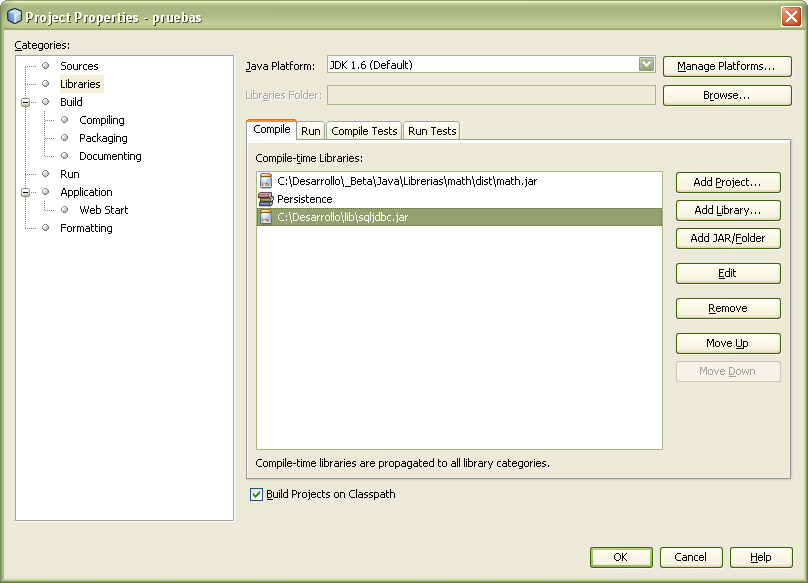 Project Properties - pruebas
Categories:
Sources
Libraries
Build
Compiling
Packaging
Documenting
Run
Application
Web Start
Formatting
Java Platform: JDK 1.6 (Default) Manage Platforms...
Libraries Folder: Browse...
Compile Run Compile Tests Run Tests
Compile-time Libraries:
C:\Desarrollo\_Beta\Java\Librerias\math\dist\math.jar
Persistence
C:\Desarrollo\lib\sqljdbc.jar
Add Project...
Add Library...
Add JAR/Folder
Edit
Remove
Move Up
Move Down
Compile-time libraries are propagated to all library categories.
Build Projects on Classpath
OK Cancel Help